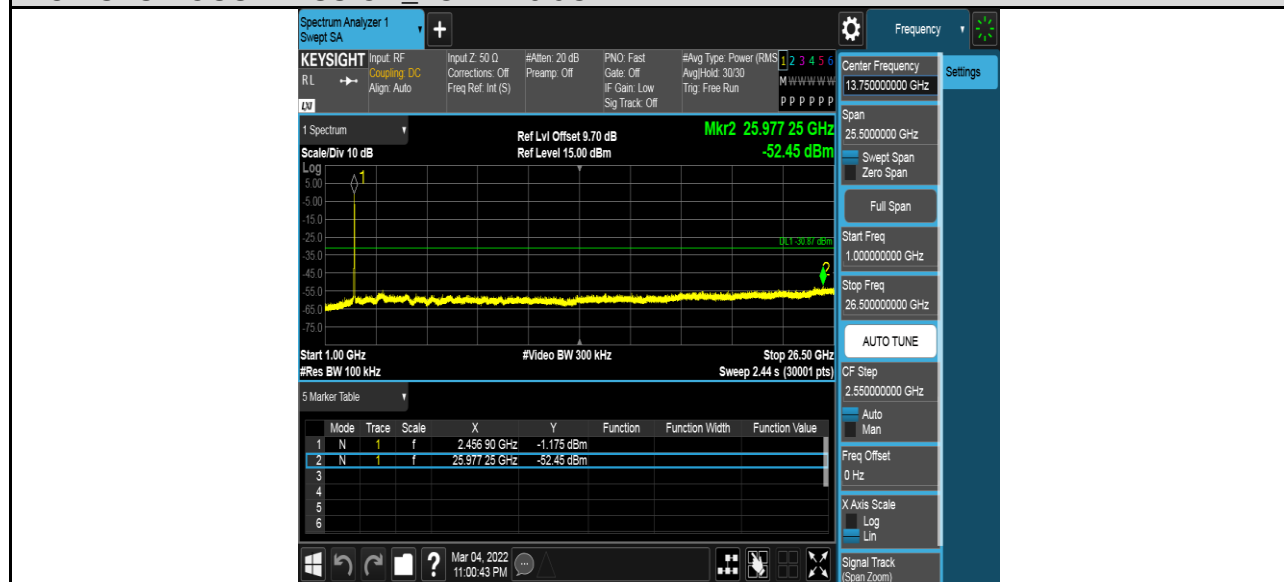 Spectrum Analyzer 1
Swept SA
Frequency
KEYSIGHT
RL
LXI
Input: RF
Coupling: DC
Align: Auto
Input Z: 50 Ω
Corrections: Off
Freq Ref: Int (S)
#Atten: 20 dB
Preamp: Off
PNO: Fast
Gate: Off
IF Gain: Low
Sig Track: Off
#Avg Type: Power (RMS
Avg|Hold: 30/30
Trig: Free Run
1 2 3 4 5 6
M W W W W W
P P P P P P
Center Frequency
13.750000000 GHz
Settings
1 Spectrum
Ref Lvl Offset 9.70 dB
Mkr2 25.977 25 GHz
Scale/Div 10 dB
Ref Level 15.00 dBm
-52.45 dBm
Log
5.00
-5.00
-15.0
-25.0
-35.0
-45.0
-55.0
-65.0
-75.0
1
DL1 -30.87 dBm
2
Start 1.00 GHz
#Video BW 300 kHz
Stop 26.50 GHz
#Res BW 100 kHz
Sweep 2.44 s (30001 pts)
Span
25.5000000 GHz
Swept Span
Zero Span
Full Span
Start Freq
1.000000000 GHz
Stop Freq
26.500000000 GHz
AUTO TUNE
CF Step
2.550000000 GHz
Auto
Man
Freq Offset
0 Hz
X Axis Scale
Log
Lin
Signal Track
(Span Zoom)
5 Marker Table
Mode Trace Scale X Y Function Function Width Function Value
1 N 1 f 2.456 90 GHz -1.175 dBm
2 N 1 f 25.977 25 GHz -52.45 dBm
3
4
5
6
Mar 04, 2022
11:00:43 PM